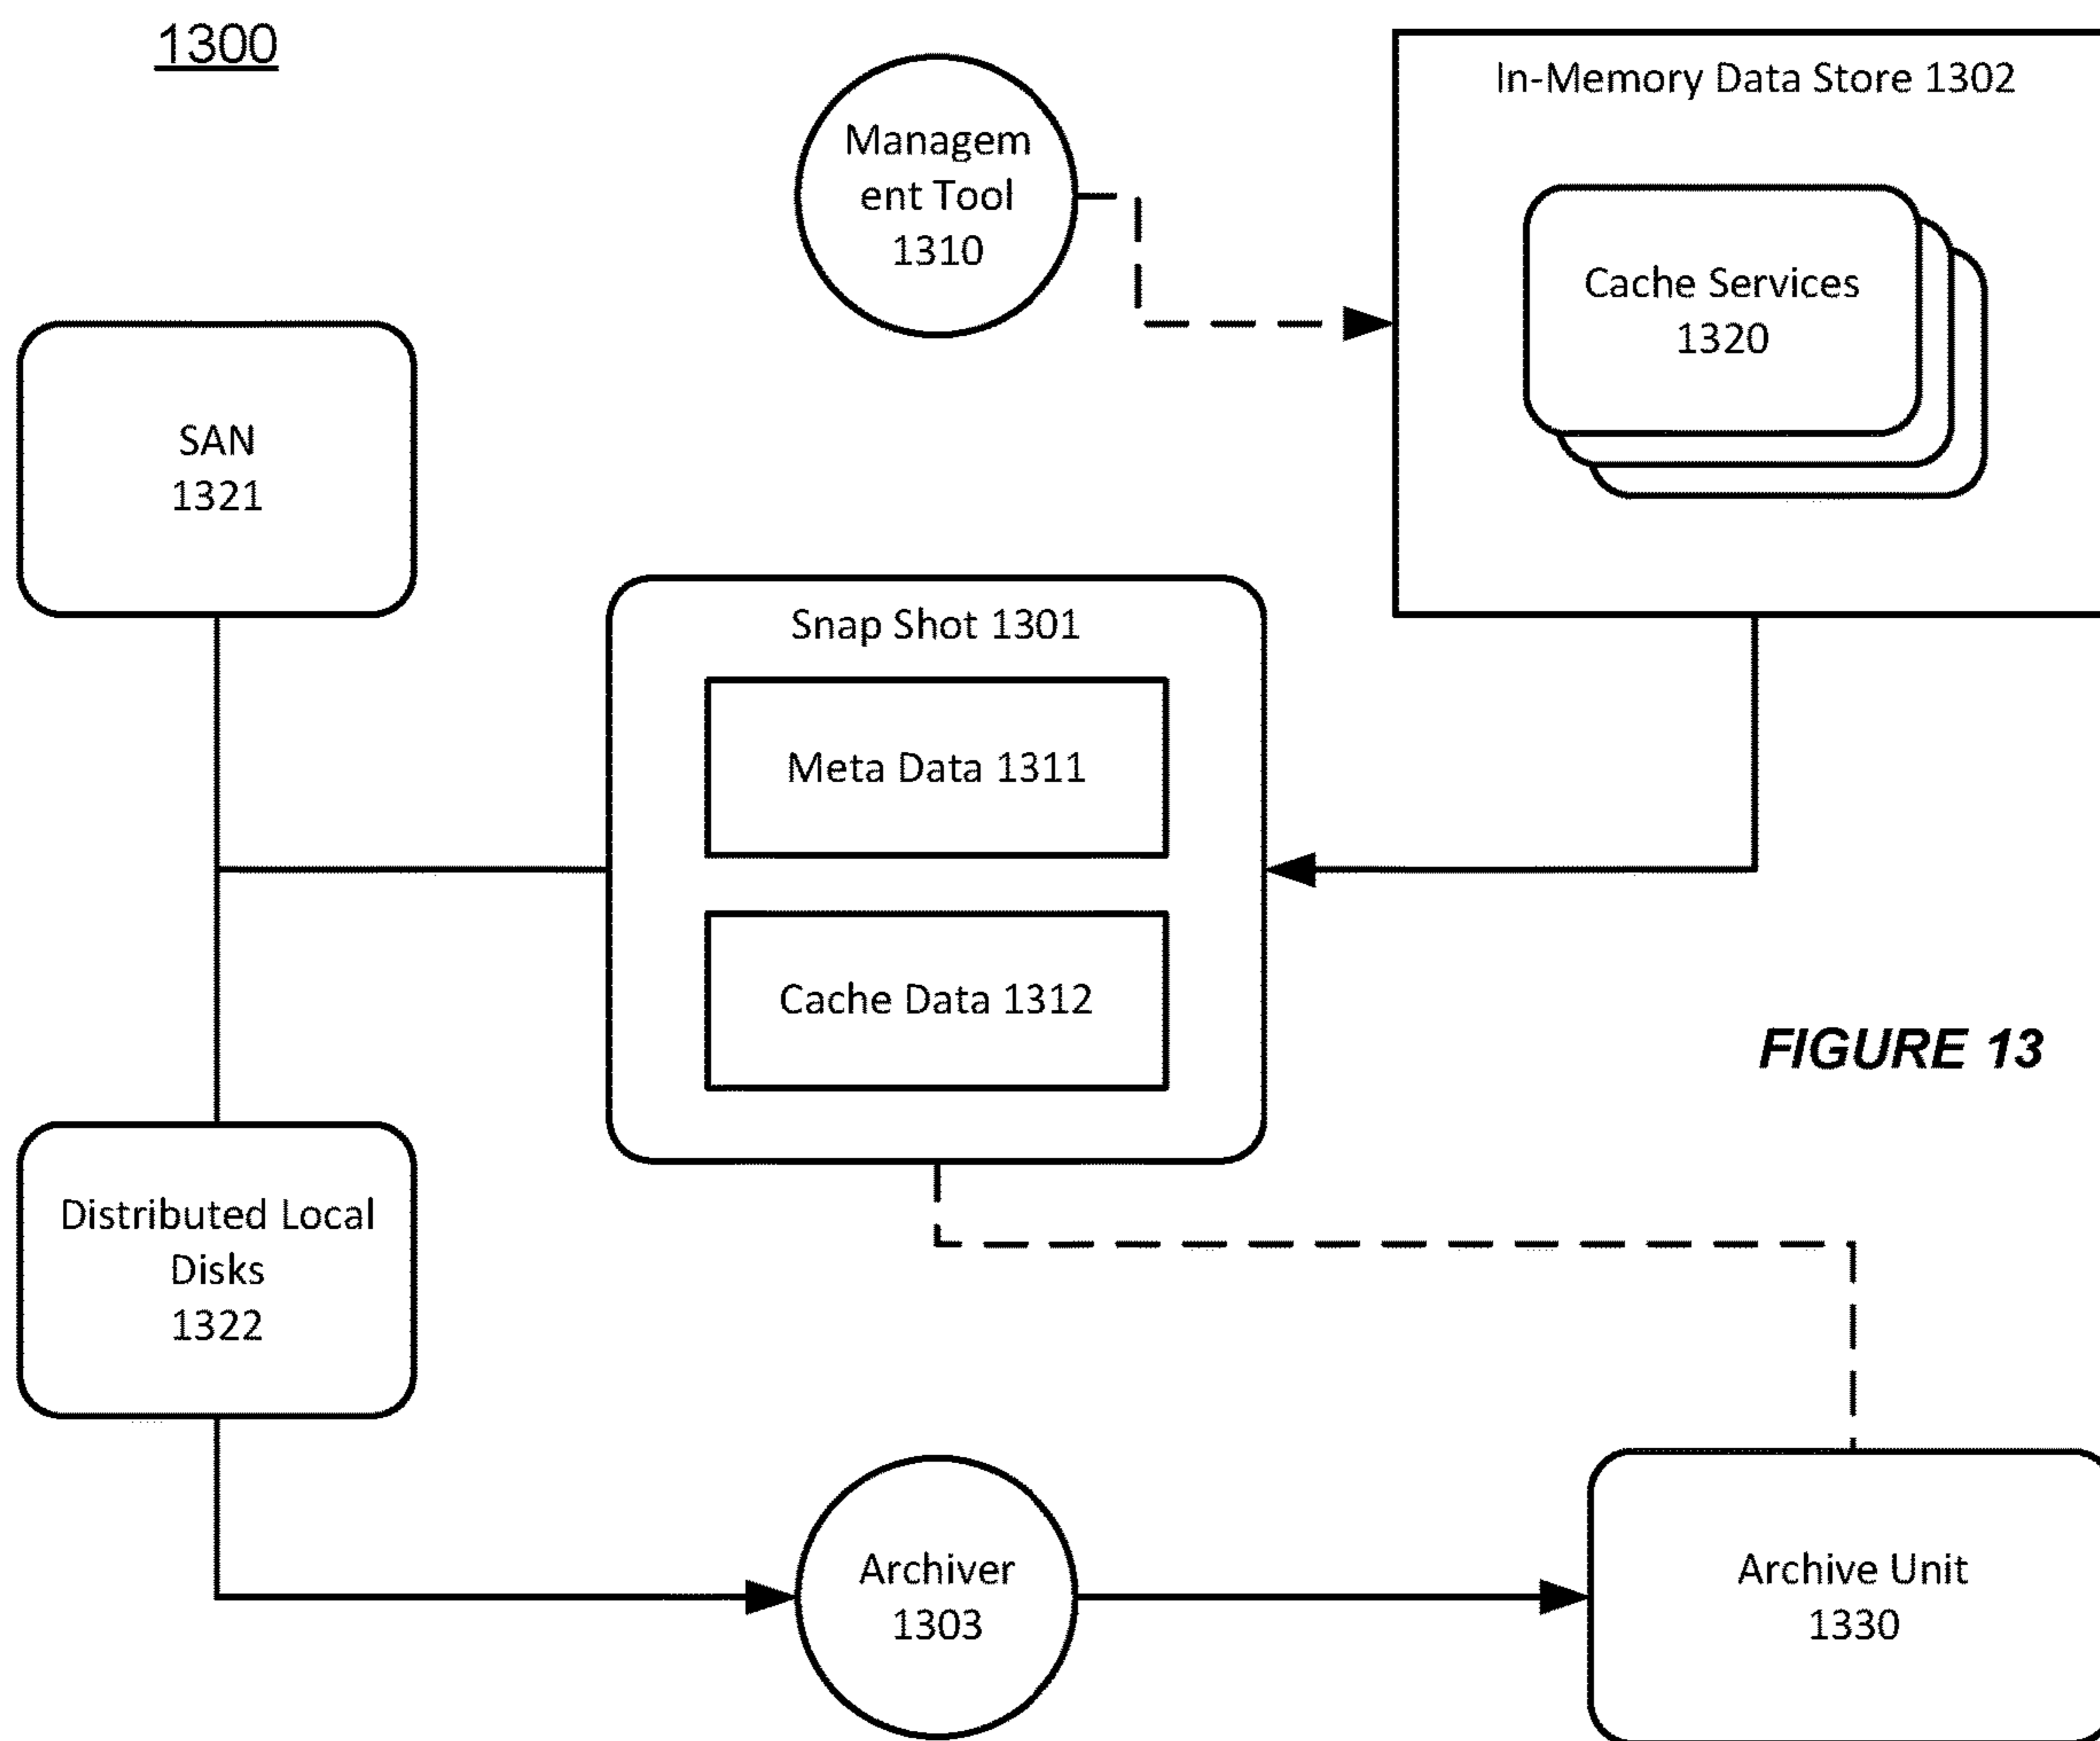 1300
In-Memory Data Store 1302
Managem
ent Tool
1310
Cache Services
1320
SAN
1321
Snap Shot 1301
Meta Data 1311
Cache Data 1312
FIGURE 13
Distributed Local
Disks
1322
Archiver
1303
Archive Unit
1330